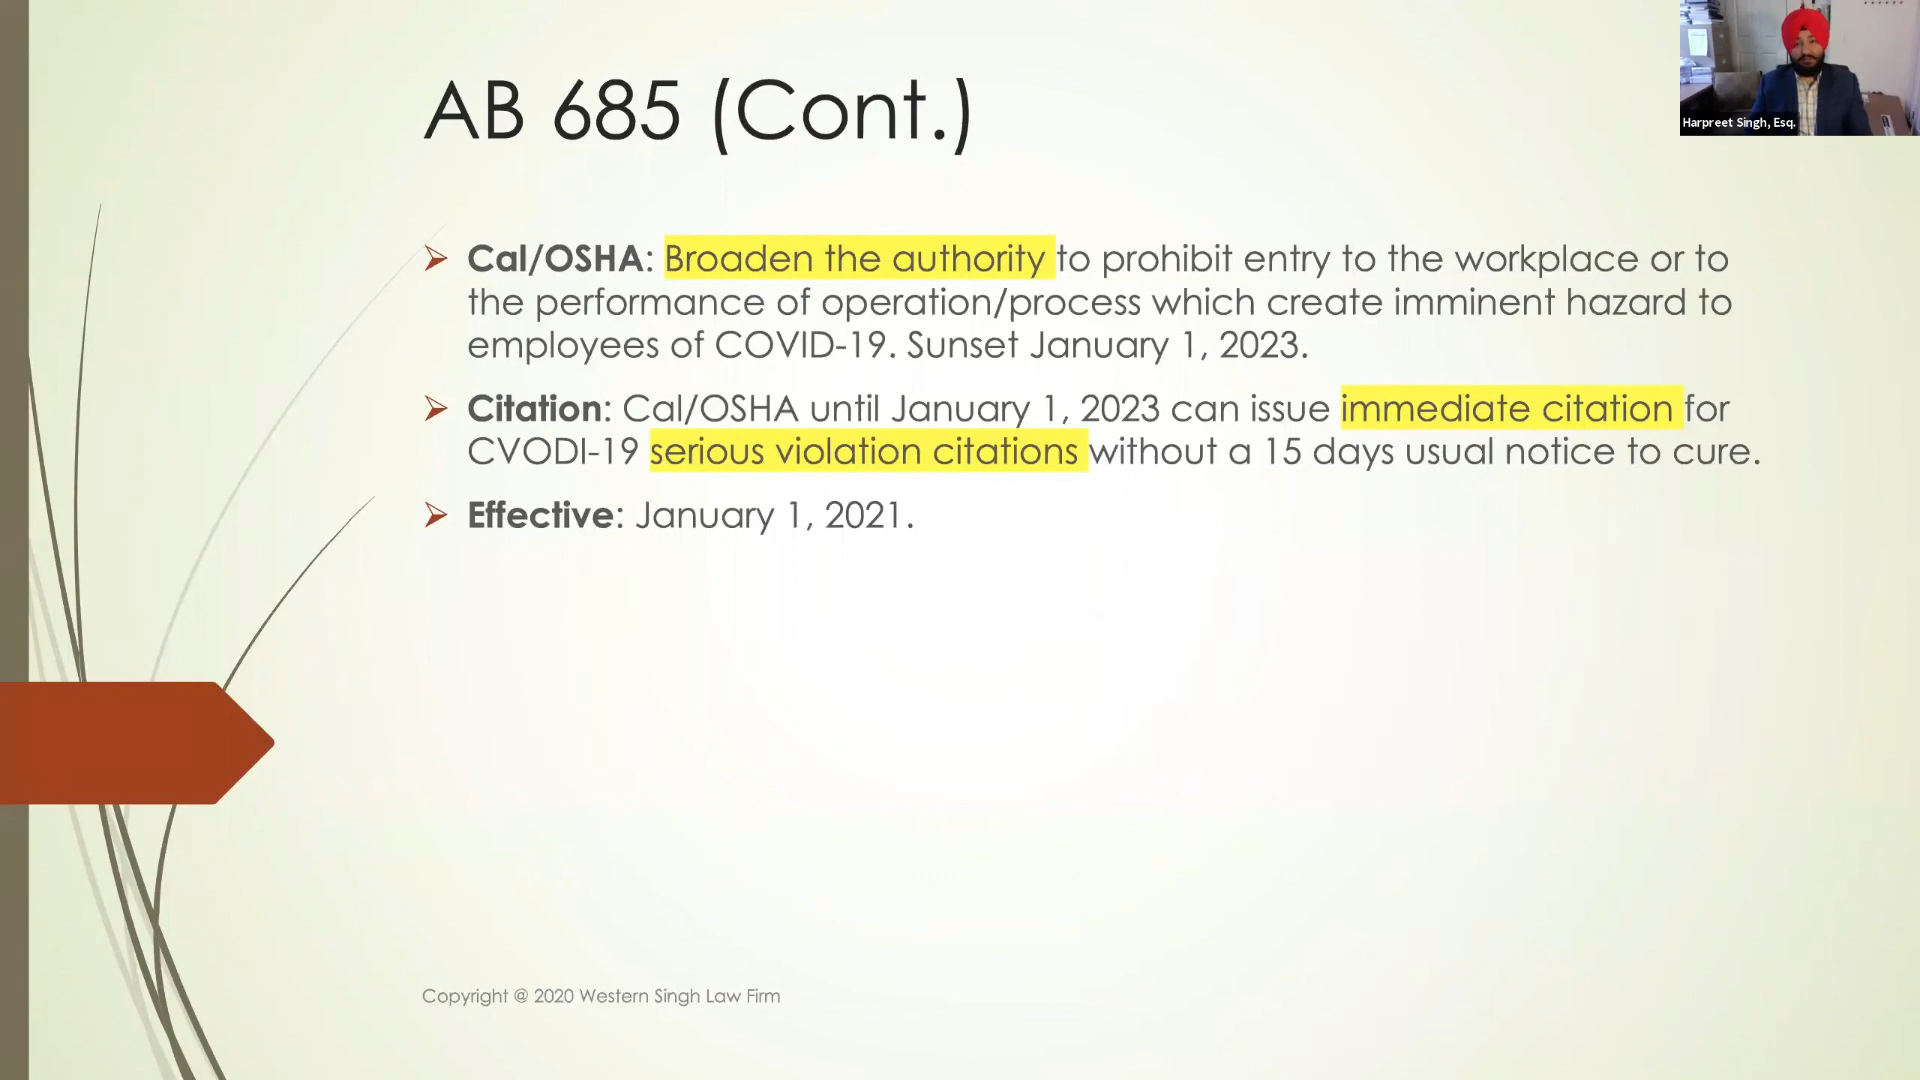 AB 685 (Cont.)
Harpreet Singh, Esq.
Cal/OSHA: Broaden the authority to prohibit entry to the workplace or to
the performance of operation/process which create imminent hazard to
employees of COVID-19. Sunset January 1, 2023.
Citation: Cal/OSHA until January 1, 2023 can issue immediate citation for
CVODI-19 serious violation citations without a 15 days usual notice to cure.
Effective: January 1, 2021.
Copyright @ 2020 Western Singh Law Firm